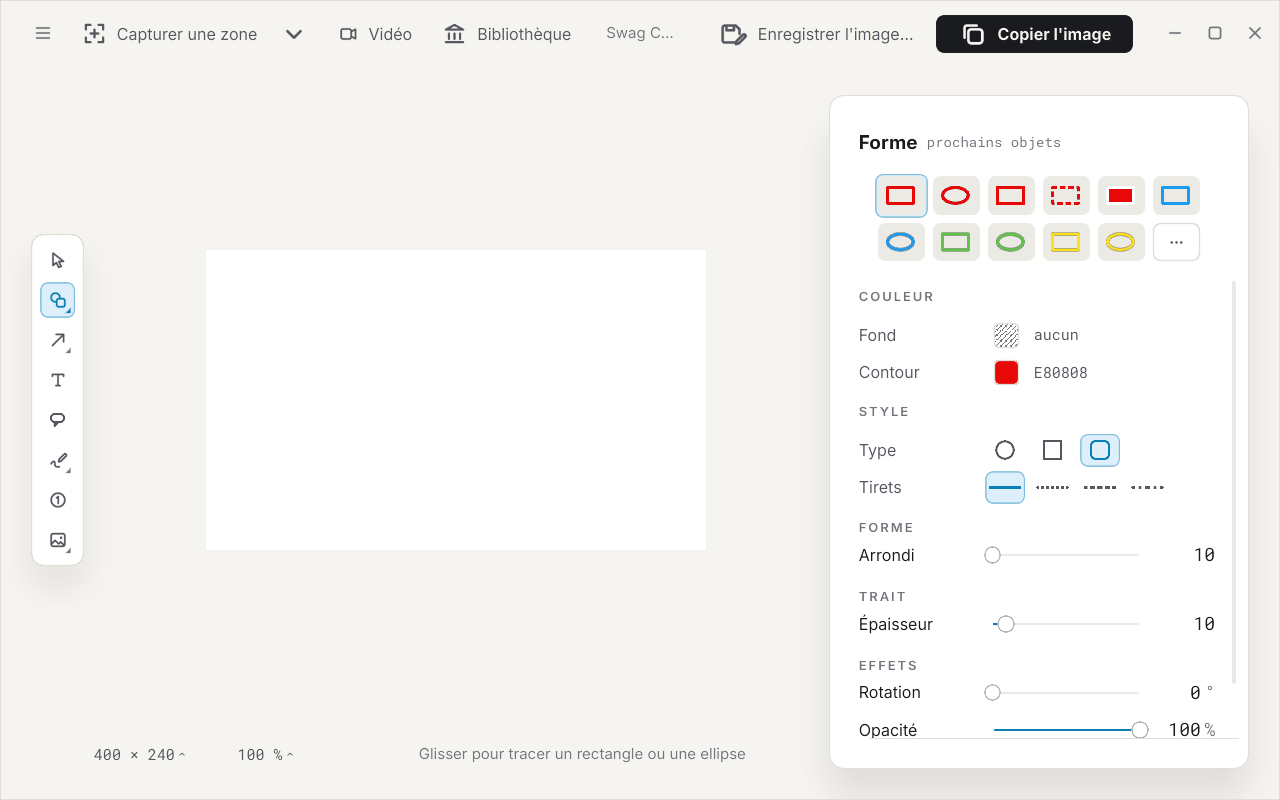 Capturer une zone
Vidéo
Bibliothèque
Swag C...
Enregistrer l'image...
Copier l'image
Forme prochains objets
COULEUR
Fond aucun
Contour E80808
STYLE
Type
Tirets
FORME
Arrondi 10
TRAIT
Épaisseur 10
EFFETS
Rotation 0 °
Opacité 100 %
400 × 240
100 %
Glisser pour tracer un rectangle ou une ellipse